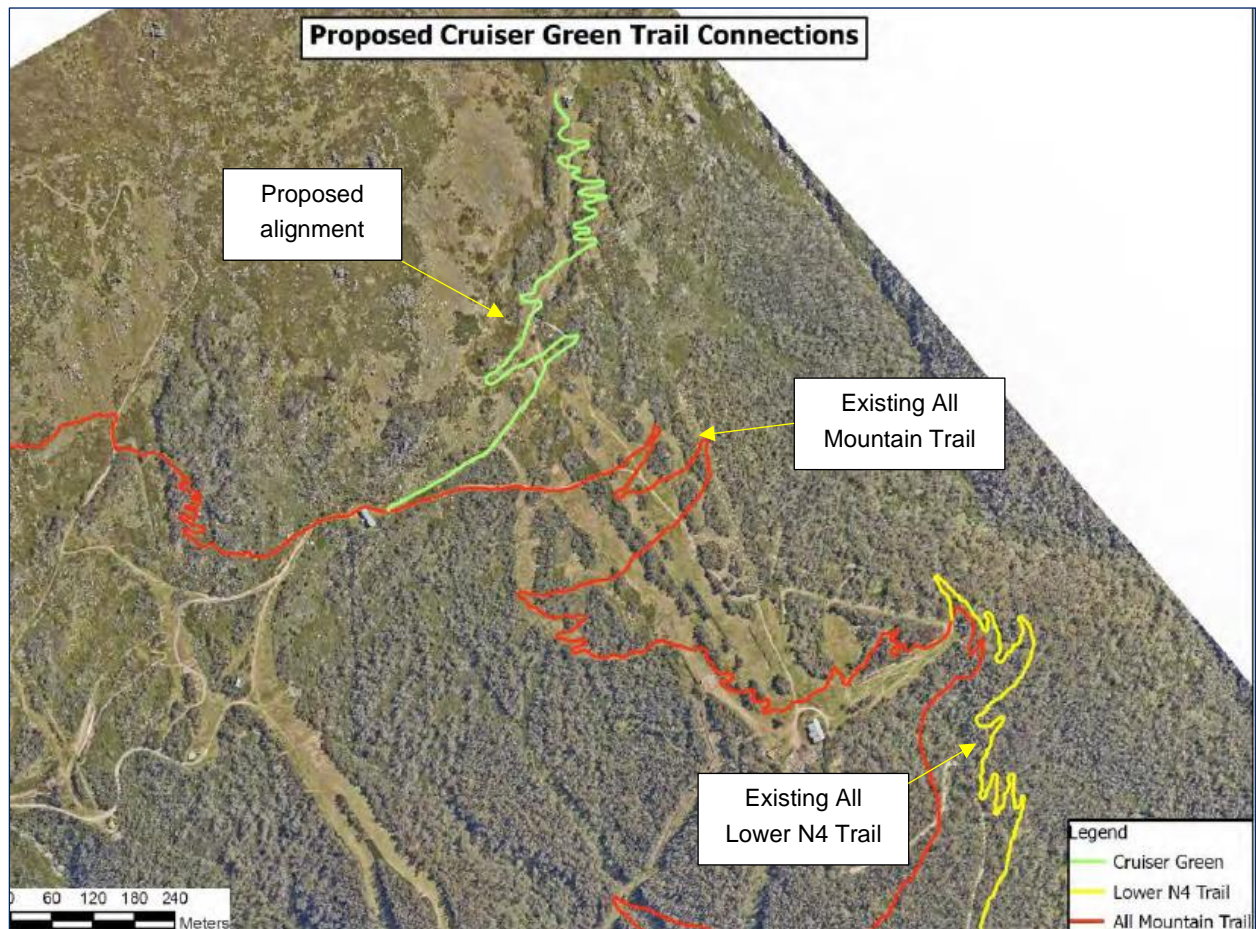 Proposed Cruiser Green Trail Connections
Proposed
alignment
Existing All
Mountain Trail
Existing All
Lower N4 Trail
Legend
Cruiser Green
Lower N4 Trail
All Mountain Trail
0 60 120 180 240
Meters